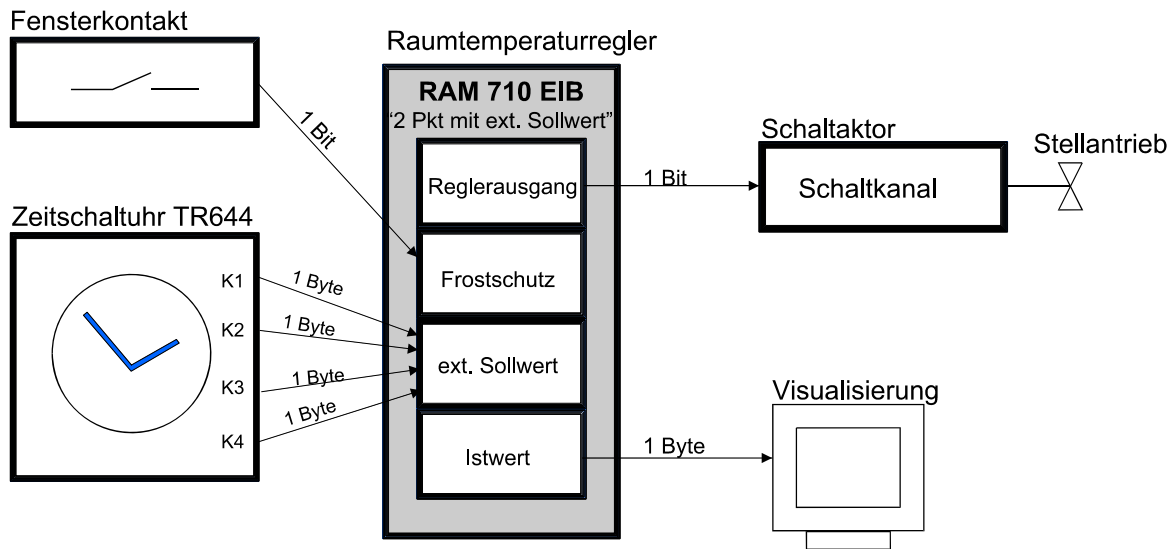 Fensterkontakt
1 Bit
Zeitschaltuhr TR644
K1
K2
K3
K4
1 Byte
1 Byte
1 Byte
1 Byte
Raumtemperaturregler
RAM 710 EIB
“2 Pkt mit ext. Sollwert”
Reglerausgang
Frostschutz
ext. Sollwert
Istwert
1 Bit
Schaltaktor
Schaltkanal
Stellantrieb
1 Byte
Visualisierung